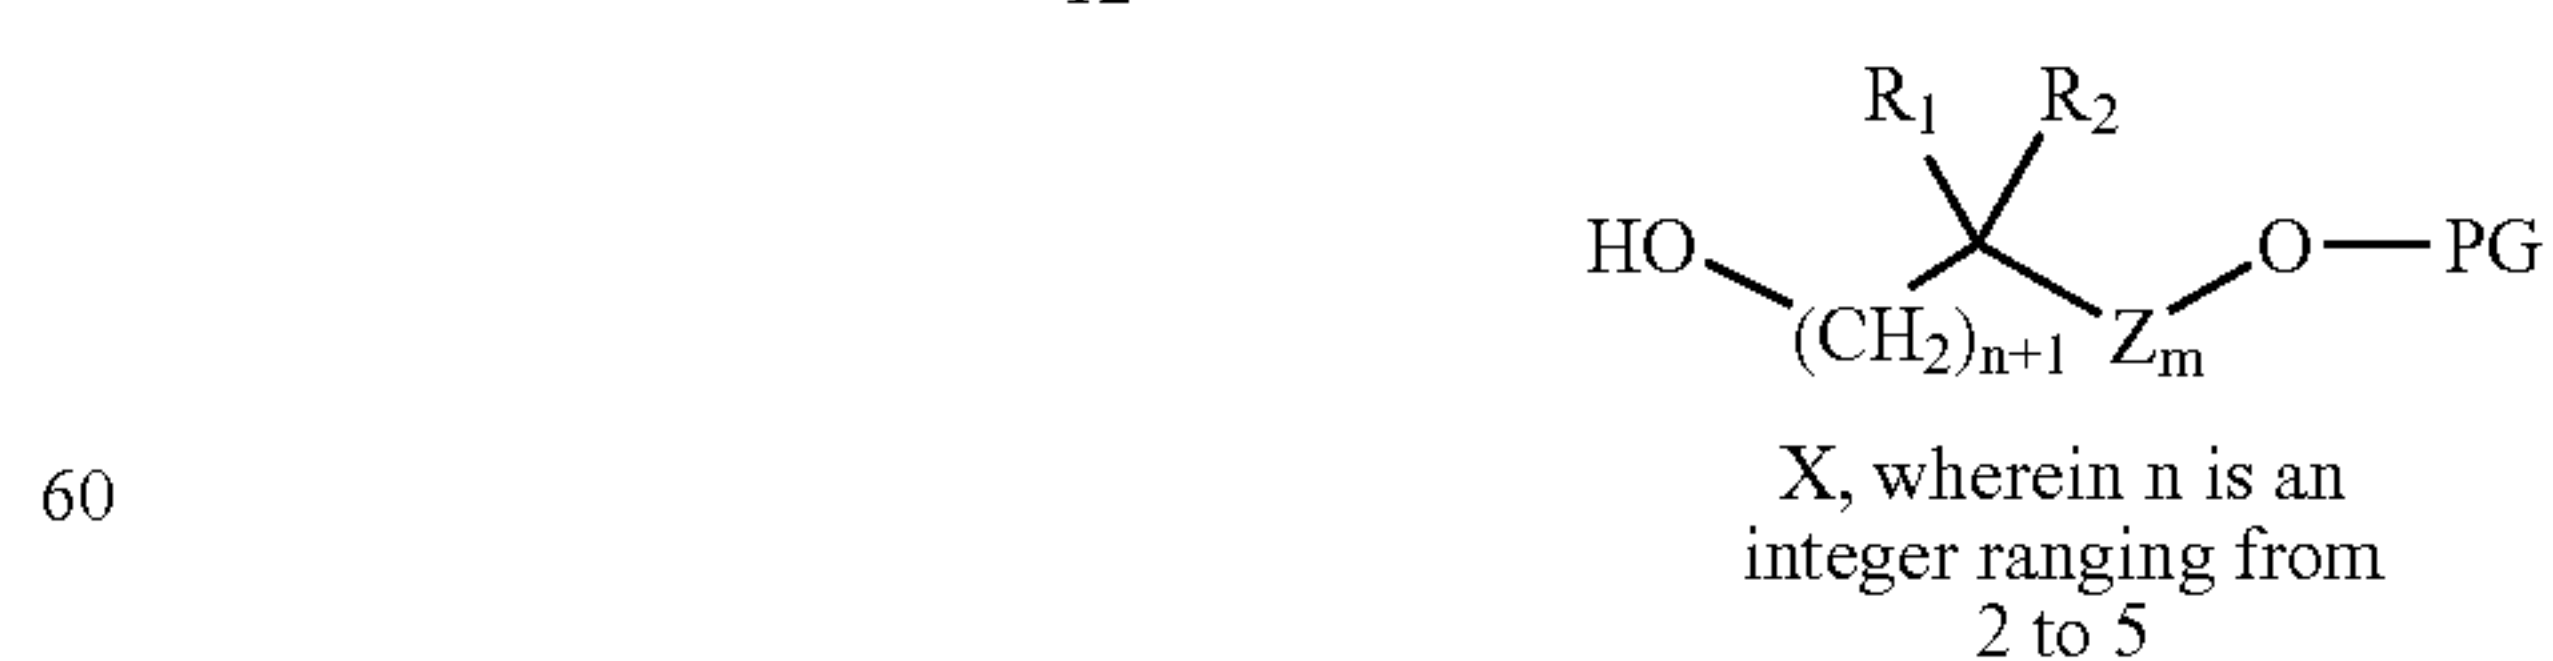 R1 R2
HO O PG
(CH2)n+1 Zm
X, wherein n is an
60
integer ranging from
2 to 5